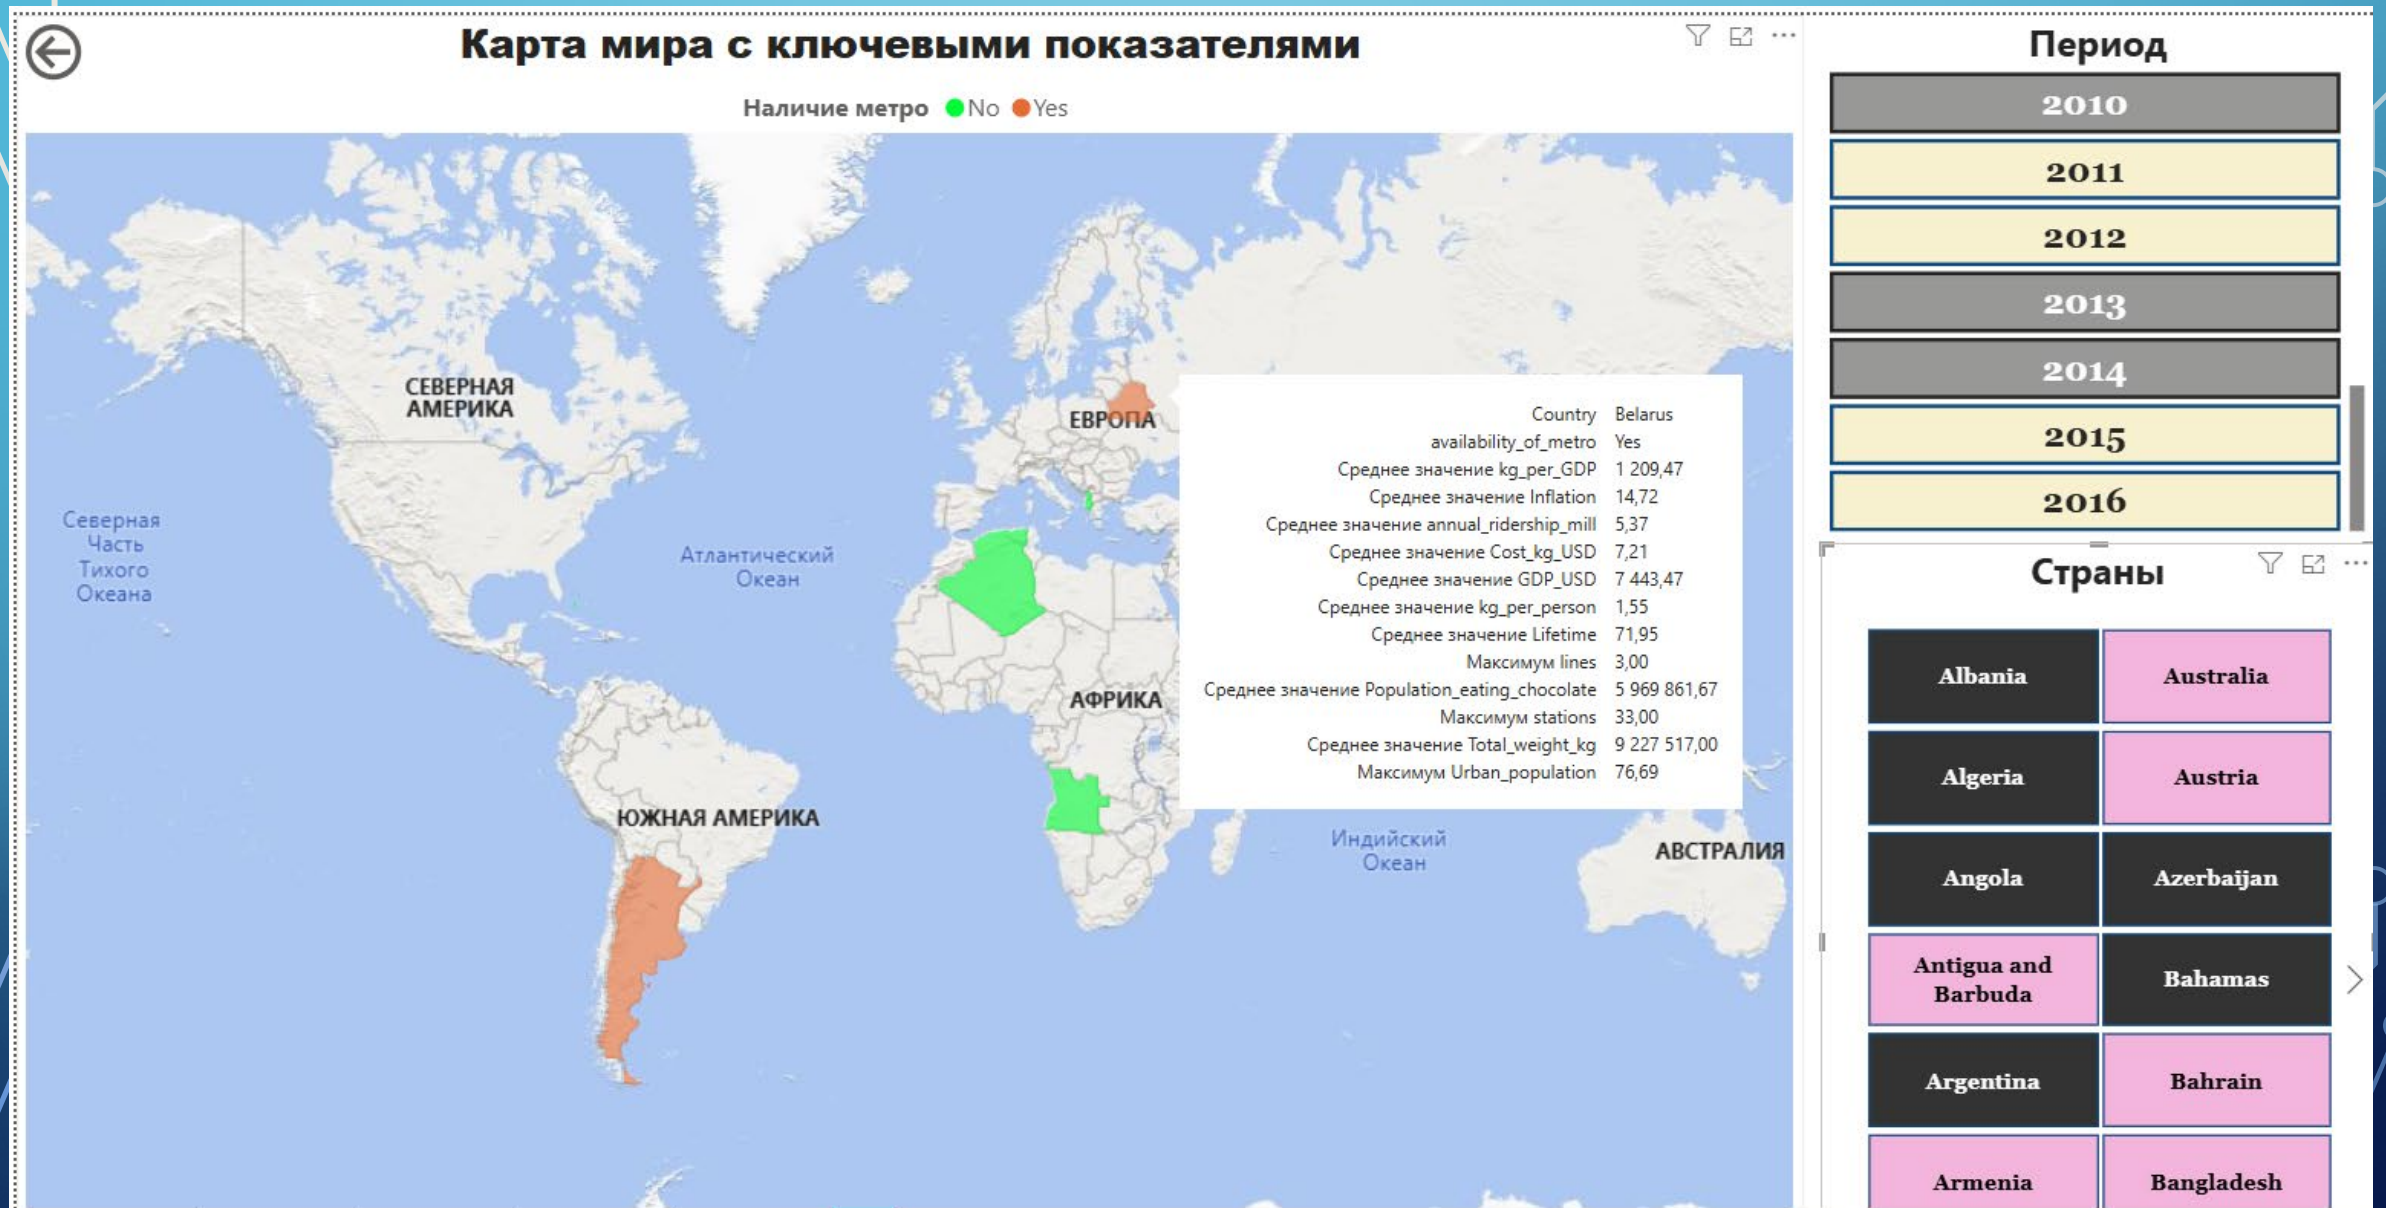 Карта мира с ключевыми показателями
Наличие метро No Yes
СЕВЕРНАЯ
АМЕРИКА
Северная
Часть
Тихого
Океана
Атлантический
Океан
ЕВРОПА
АФРИКА
ЮЖНАЯ АМЕРИКА
Индийский
Океан
АВСТРАЛИЯ
Country Belarus
availability_of_metro Yes
Среднее значение kg_per_GDP 1 209,47
Среднее значение Inflation 14,72
Среднее значение annual_ridership_mill 5,37
Среднее значение Cost_kg_USD 7,21
Среднее значение GDP_USD 7 443,47
Среднее значение kg_per_person 1,55
Среднее значение Lifetime 71,95
Максимум lines 3,00
Среднее значение Population_eating_chocolate 5 969 861,67
Максимум stations 33,00
Среднее значение Total_weight_kg 9 227 517,00
Максимум Urban_population 76,69
Период
2010
2011
2012
2013
2014
2015
2016
Страны
Albania Australia
Algeria Austria
Angola Azerbaijan
Antigua and
Barbuda
Bahamas
Argentina Bahrain
Armenia Bangladesh